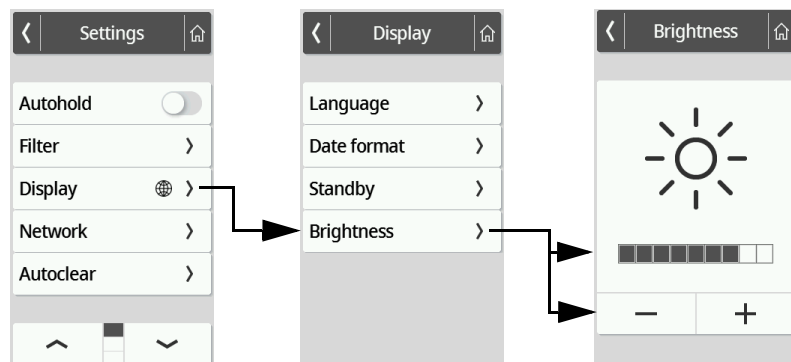 Settings
Autohold
Filter
Display
Network
Autoclear
Display
Language
Date format
Standby
Brightness
Brightness